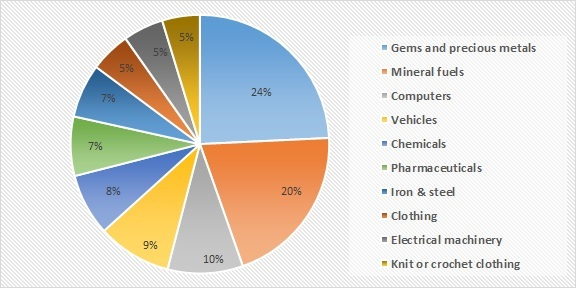 24%
20%
10%
9%
8%
7%
7%
5%
5%
5%
Gems and precious metals
Mineral fuels
Computers
Vehicles
Chemicals
Pharmaceuticals
Iron & steel
Clothing
Electrical machinery
Knit or crochet clothing